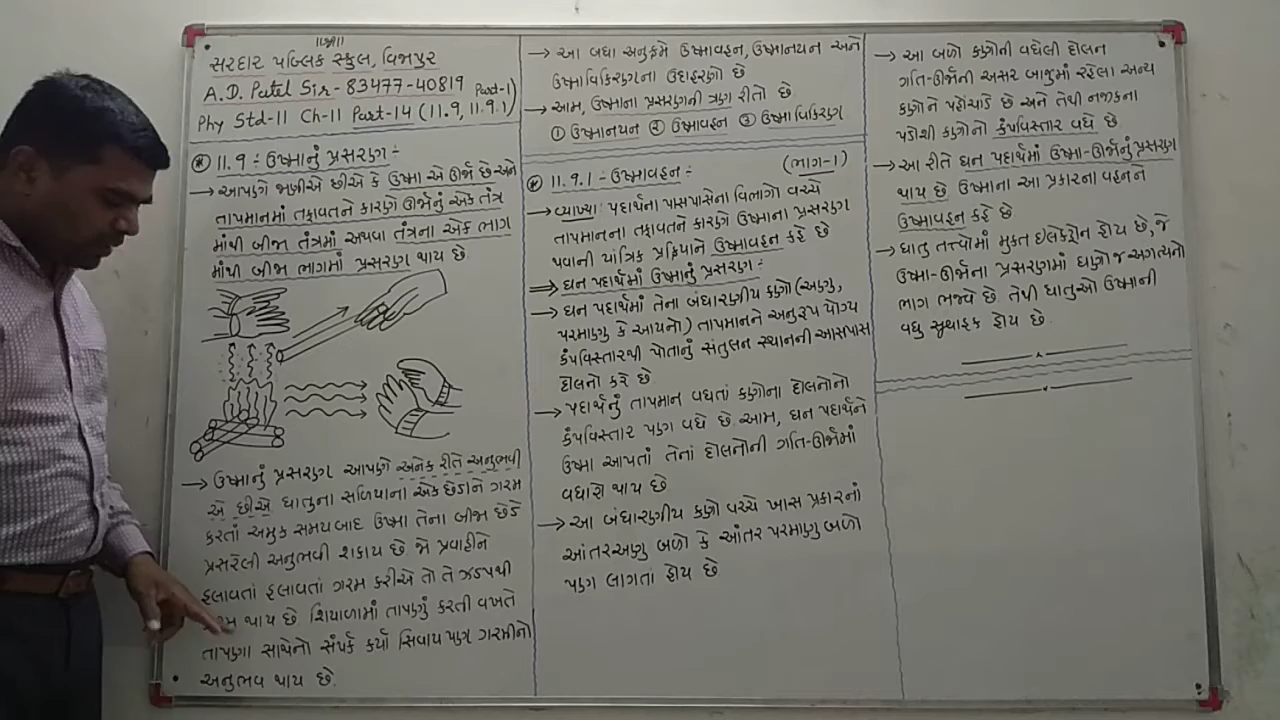 ॥શ્રી॥
સરદાર પબ્લિક સ્કુલ, વિજાપુર
A.D. Patel Sir - 83477-40819
Phy Std-11 Ch-11 Part-14 (11.9, 11.9.1) Part-1)
* 11.9 ÷ ઉષ્માનું પ્રસરણ ÷
→ આપણે જાણીએ છીએ કે ઉષ્મા એ ઊર્જા છે અને
તાપમાનમાં તફાવતને કારણે ઊર્જાનું એક તંત્ર
માંથી બીજા તંત્રમાં અથવા તંત્રના એક ભાગ
માંથી બીજા ભાગમાં પ્રસરણ થાય છે.
→ ઉષ્માનું પ્રસરણ આપણે અનેક રીતે અનુભવી
એ છીએ ધાતુના સળિયાના એક છેડાને ગરમ
કરતાં અમુક સમય બાદ ઉષ્મા તેના બીજા છેડે
પ્રસરેલી અનુભવી શકાય છે. જો પ્રવાહીને
હલાવતાં હલાવતાં ગરમ કરીએ તો તે ઝડપથી
થાય છે. શિયાળામાં તાપણું કરતી વખતે
તાપણા સાથેનો સંપર્ક કર્યા સિવાય પણ ગરમીનો
અનુભવ થાય છે.
→ આ બધા અનુક્રમે ઉષ્માવહન, ઉષ્માનયન અને
ઉષ્માવિકિરણના ઉદાહરણો છે
→ આમ, ઉષ્માના પ્રસરણની ત્રણ રીતો છે
① ઉષ્માનયન ② ઉષ્માવહન ③ ઉષ્માવિકિરણ
* 11.9.1 ÷ ઉષ્માવહન ÷ (ભાગ-1)
→ વ્યાખ્યા: પદાર્થના પાસપાસેના વિભાગો વચ્ચે
તાપમાનના તફાવતને કારણે ઉષ્માના પ્રસરણ
થવાની યાંત્રિક પ્રક્રિયાને ઉષ્માવહન કહે છે
⇒ ઘન પદાર્થમાં ઉષ્માનું પ્રસરણ ÷
→ ઘન પદાર્થમાં તેના બંધારણીય કણો (અણુ,
પરમાણુ કે આયનો) તાપમાનને અનુરૂપ યોગ્ય
કંપવિસ્તારથી પોતાનું સંતુલન સ્થાનની આસપાસ
દોલનો કરે છે
→ પદાર્થનું તાપમાન વધતાં કણોના દોલનોનો
કંપવિસ્તાર પણ વધે છે. આમ, ઘન પદાર્થને
ઉષ્મા આપતાં તેનાં દોલનોની ગતિ-ઊર્જામાં
વધારો થાય છે
→ આ બંધારણીય કણો વચ્ચે ખાસ પ્રકારનાં
આંતરઅણુ બળો કે આંતર પરમાણુ બળો
પણ લાગતાં હોય છે
→ આ બળો કણોની વધેલી દોલન
ગતિ-ઊર્જાની અસર બાજુમાં રહેલા અન્ય
કણોને પહોંચાડે છે અને તેથી નજીકના
પડોશી કણોનો કંપવિસ્તાર વધે છે.
→ આ રીતે ઘન પદાર્થમાં ઉષ્મા-ઊર્જાનું પ્રસરણ
થાય છે ઉષ્માના આ પ્રકારના વહનને
ઉષ્માવહન કહે છે
→ ધાતુ તત્ત્વોમાં મુક્ત ઇલેક્ટ્રોન હોય છે, જે
ઉષ્મા-ઊર્જાના પ્રસરણમાં ઘણો જ અગત્યનો
ભાગ ભજવે છે. તેથી ધાતુઓ ઉષ્માની
વધુ સુવાહક હોય છે.